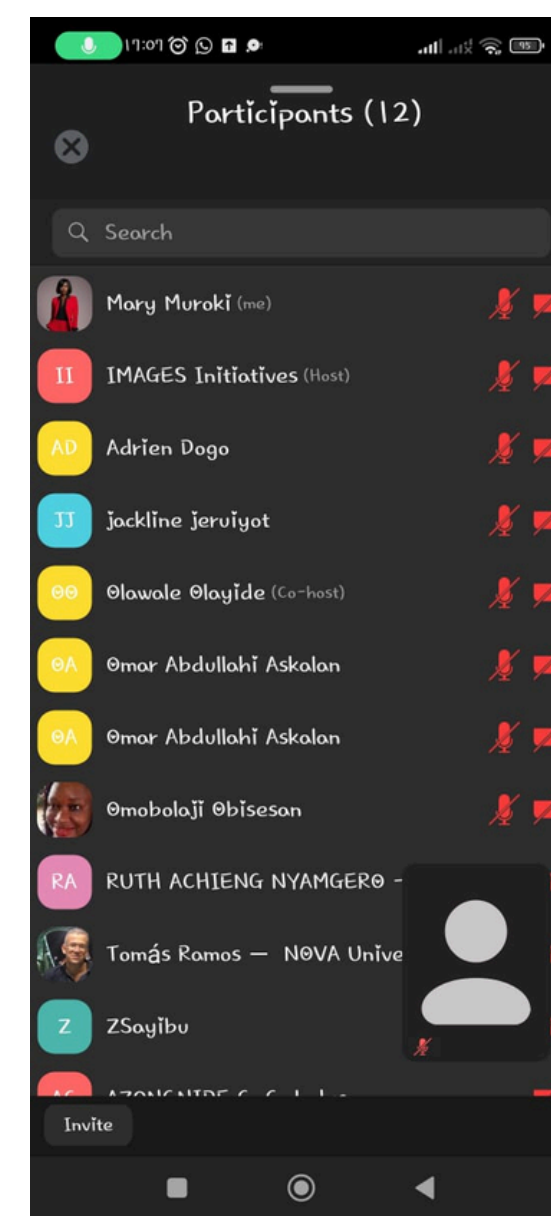 17:07
95
Participants (12)
Search
Mary Muroki (me)
II IMAGES Initiatives (Host)
AD Adrien Dogo
JJ jackline jeruiyot
OO Olawale Olayide (Co-host)
OA Omar Abdullahi Askalan
OA Omar Abdullahi Askalan
Omobolaji Obisesan
RA RUTH ACHIENG NYAMGERO -
Tomás Ramos — NOVA Unive
Z ZSayibu
Invite